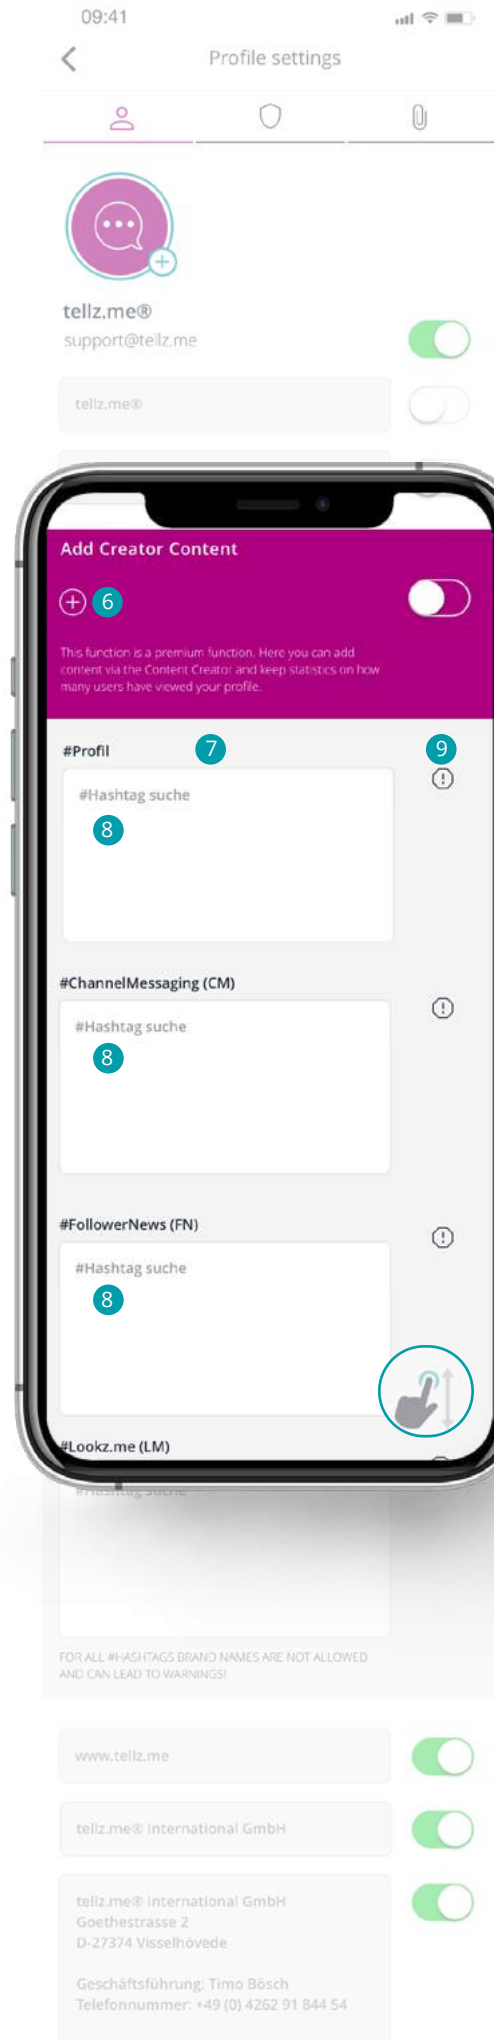 09:41
Profile settings
tellz.me®
support@tellz.me
tellz.me®
Add Creator Content
6
This function is a premium function. Here you can add
content via the Content Creator and keep statistics on how
many users have viewed your profile.
#Profil
7
9
#Hashtag suche
8
#ChannelMessaging (CM)
#Hashtag suche
8
#FollowerNews (FN)
#Hashtag suche
8
#Lookz.me (LM)
#Hashtag suche
FOR ALL #HASHTAGS BRAND NAMES ARE NOT ALLOWED
AND CAN LEAD TO WARNINGS!
www.tellz.me
tellz.me® International GmbH
tellz.me® International GmbH
Goethestrasse 2
D-27374 Visselhövede
Geschäftsführung: Timo Bösch
Telefonnummer: +49 (0) 4262 91 844 54